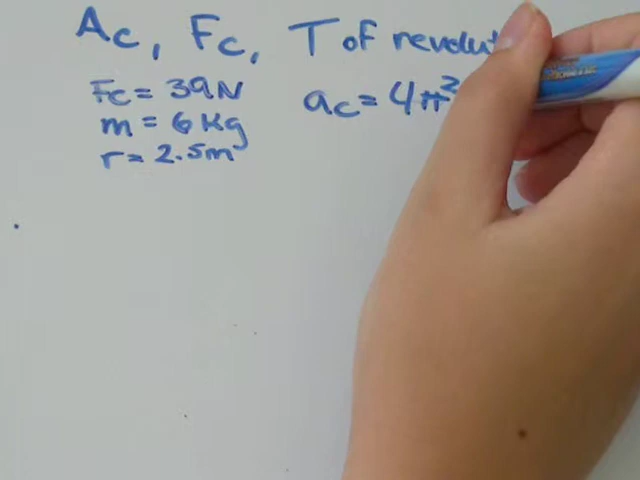 Ac, Fc, T of revolut
Fc = 39N
ac = 4π²
m = 6 Kg
r = 2.5m